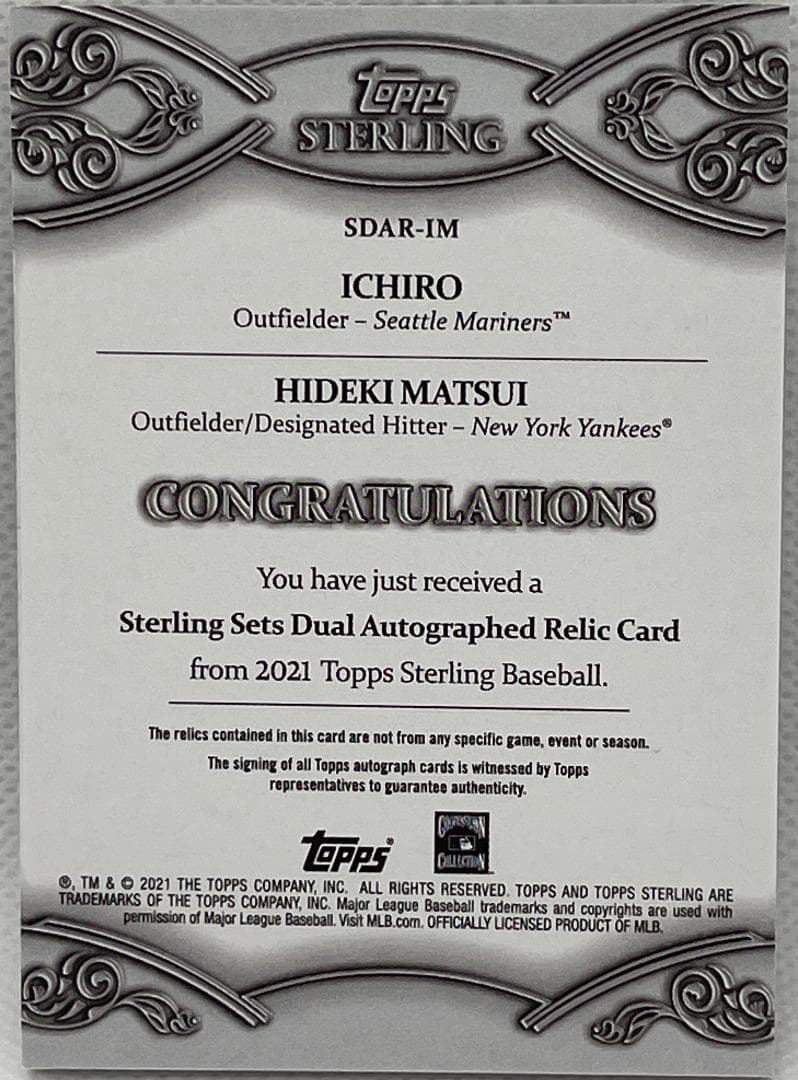 Topps
STERLING
SDAR-IM
ICHIRO
Outfielder – Seattle Mariners™
HIDEKI MATSUI
Outfielder/Designated Hitter – New York Yankees®
CONGRATULATIONS
You have just received a
Sterling Sets Dual Autographed Relic Card
from 2021 Topps Sterling Baseball.
The relics contained in this card are not from any specific game, event or season.
The signing of all Topps autograph cards is witnessed by Topps
representatives to guarantee authenticity.
Topps®
COOPERSTOWN
COLLECTION
®, TM & © 2021 THE TOPPS COMPANY, INC. ALL RIGHTS RESERVED. TOPPS AND TOPPS STERLING ARE
TRADEMARKS OF THE TOPPS COMPANY, INC. Major League Baseball trademarks and copyrights are used with
permission of Major League Baseball. Visit MLB.com. OFFICIALLY LICENSED PRODUCT OF MLB.